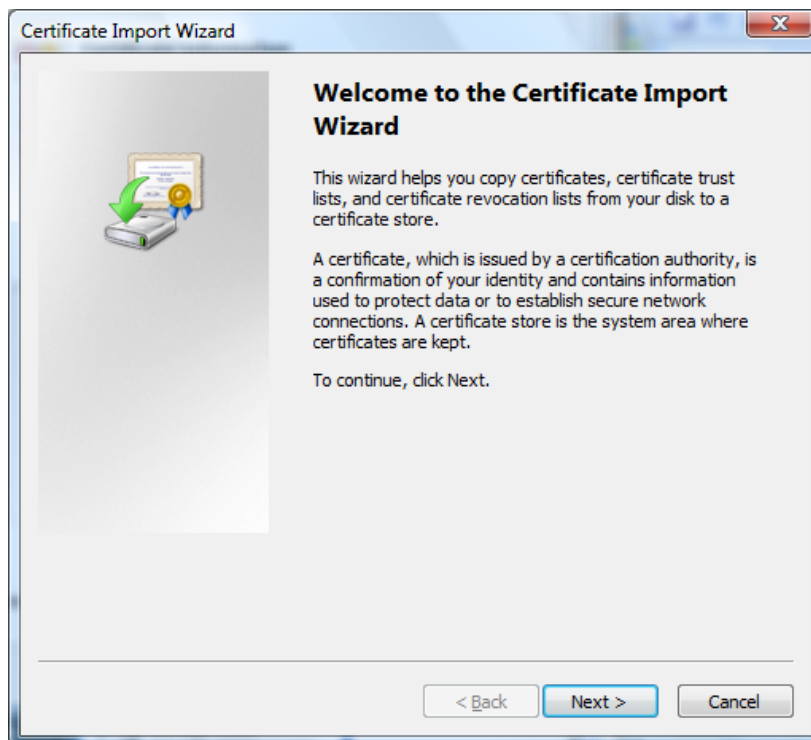 Certificate Import Wizard
Welcome to the Certificate Import
Wizard
This wizard helps you copy certificates, certificate trust
lists, and certificate revocation lists from your disk to a
certificate store.
A certificate, which is issued by a certification authority, is
a confirmation of your identity and contains information
used to protect data or to establish secure network
connections. A certificate store is the system area where
certificates are kept.
To continue, click Next.
< Back
Next >
Cancel